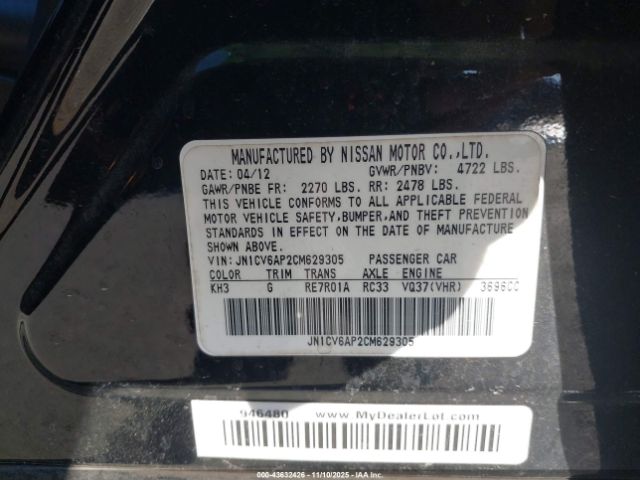 MANUFACTURED BY NISSAN MOTOR CO.,LTD.
DATE: 04/12 GVWR/PNBV: 4722 LBS.
GAWR/PNBE FR: 2270 LBS. RR: 2478 LBS.
THIS VEHICLE CONFORMS TO ALL APPLICABLE FEDERAL
MOTOR VEHICLE SAFETY,BUMPER,AND THEFT PREVENTION
STANDARDS IN EFFECT ON THE DATE OF MANUFACTURE
SHOWN ABOVE.
VIN: JN1CV6AP2CM629305 PASSENGER CAR
COLOR TRIM TRANS AXLE ENGINE
KH3 G RE7R01A RC33 VQ37(VHR) 3696CC
JN1CV6AP2CM629305
946480 www.MyDealerLot.com
000-43632426 - 11/10/2025 - IAA Inc.